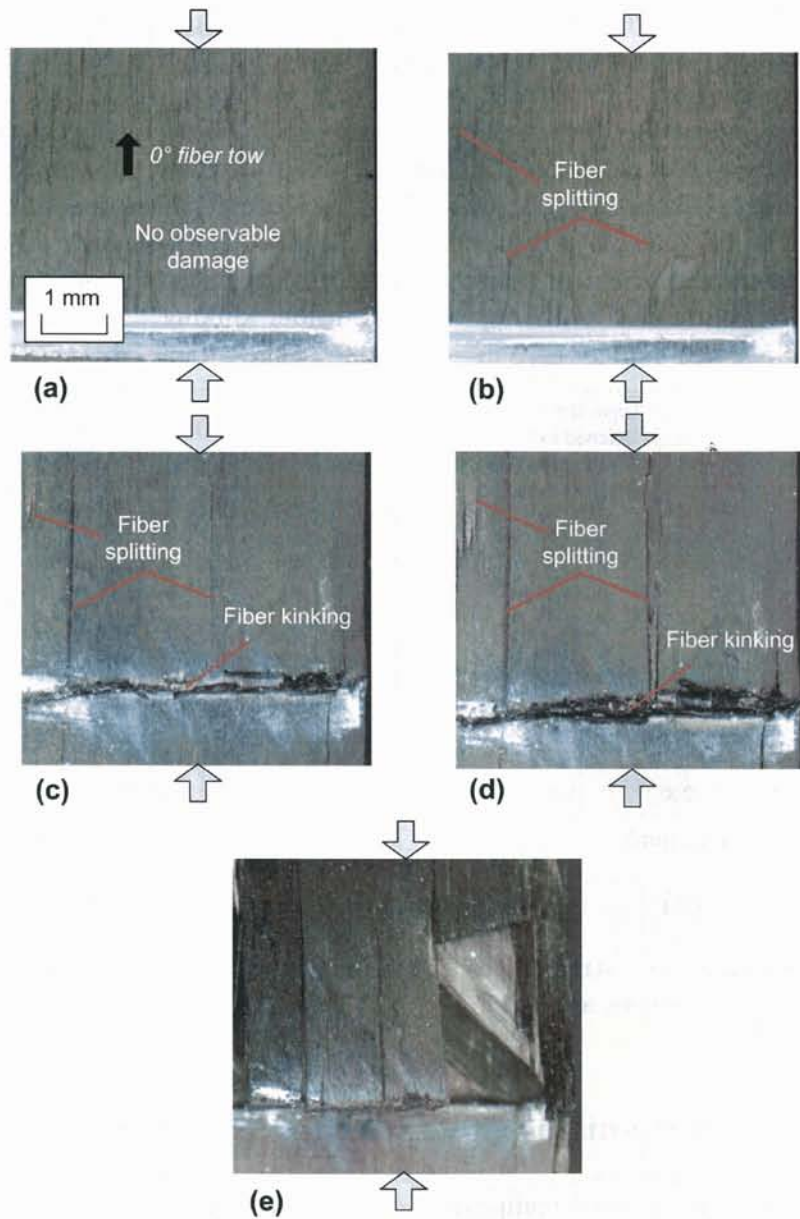 0° fiber tow
No observable
damage
1 mm
(a)
Fiber
splitting
(b)
Fiber
splitting
Fiber kinking
(c)
Fiber
splitting
Fiber kinking
(d)
(e)